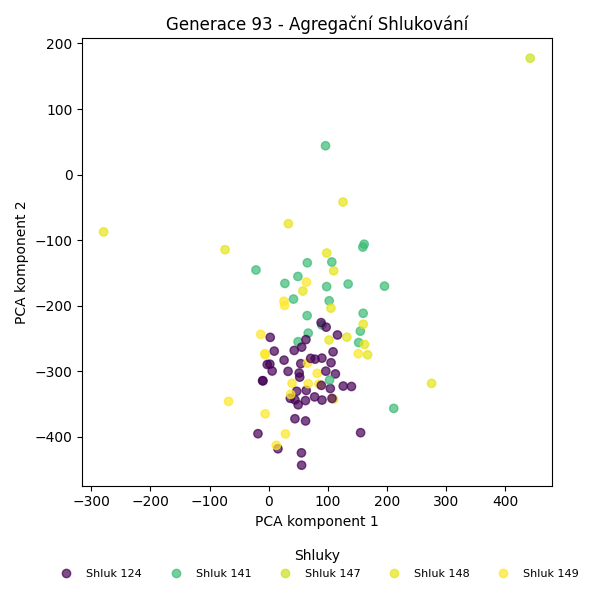 Generace 93 - Agregační Shlukování
PCA komponent 2
200
100
0
−100
−200
−300
−400
−300 −200 −100 0 100 200 300 400
PCA komponent 1
Shluky
Shluk 124 Shluk 141 Shluk 147 Shluk 148 Shluk 149